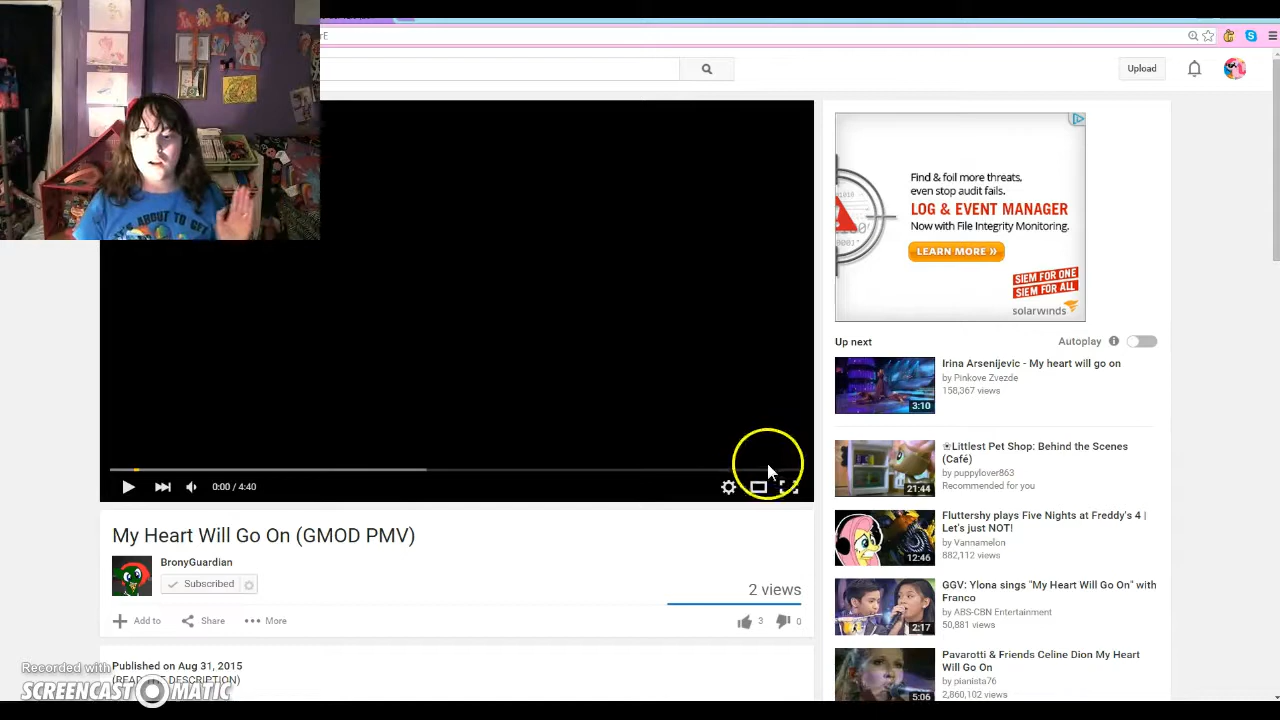 rE
Upload
Find & foil more threats,
even stop audit fails.
LOG & EVENT MANAGER
Now with File Integrity Monitoring.
LEARN MORE »
SIEM FOR ONE
SIEM FOR ALL
solarwinds
ABOUT TO GET
0:00 / 4:40
My Heart Will Go On (GMOD PMV)
BronyGuardian
Subscribed
2 views
Add to
Share
More
3
0
Published on Aug 31, 2015
(READ THE DESCRIPTION)
Recorded with
SCREENCAST MATIC
Up next
Autoplay
Irina Arsenijevic - My heart will go on
by Pinkove Zvezde
158,367 views
3:10
❀Littlest Pet Shop: Behind the Scenes
(Café)
by puppylover863
Recommended for you
21:44
Fluttershy plays Five Nights at Freddy's 4 |
Let's just NOT!
by Vannamelon
882,112 views
12:46
GGV: Ylona sings "My Heart Will Go On" with
Franco
by ABS-CBN Entertainment
50,881 views
2:17
Pavarotti & Friends Celine Dion My Heart
Will Go On
by pianista76
2,860,102 views
5:06